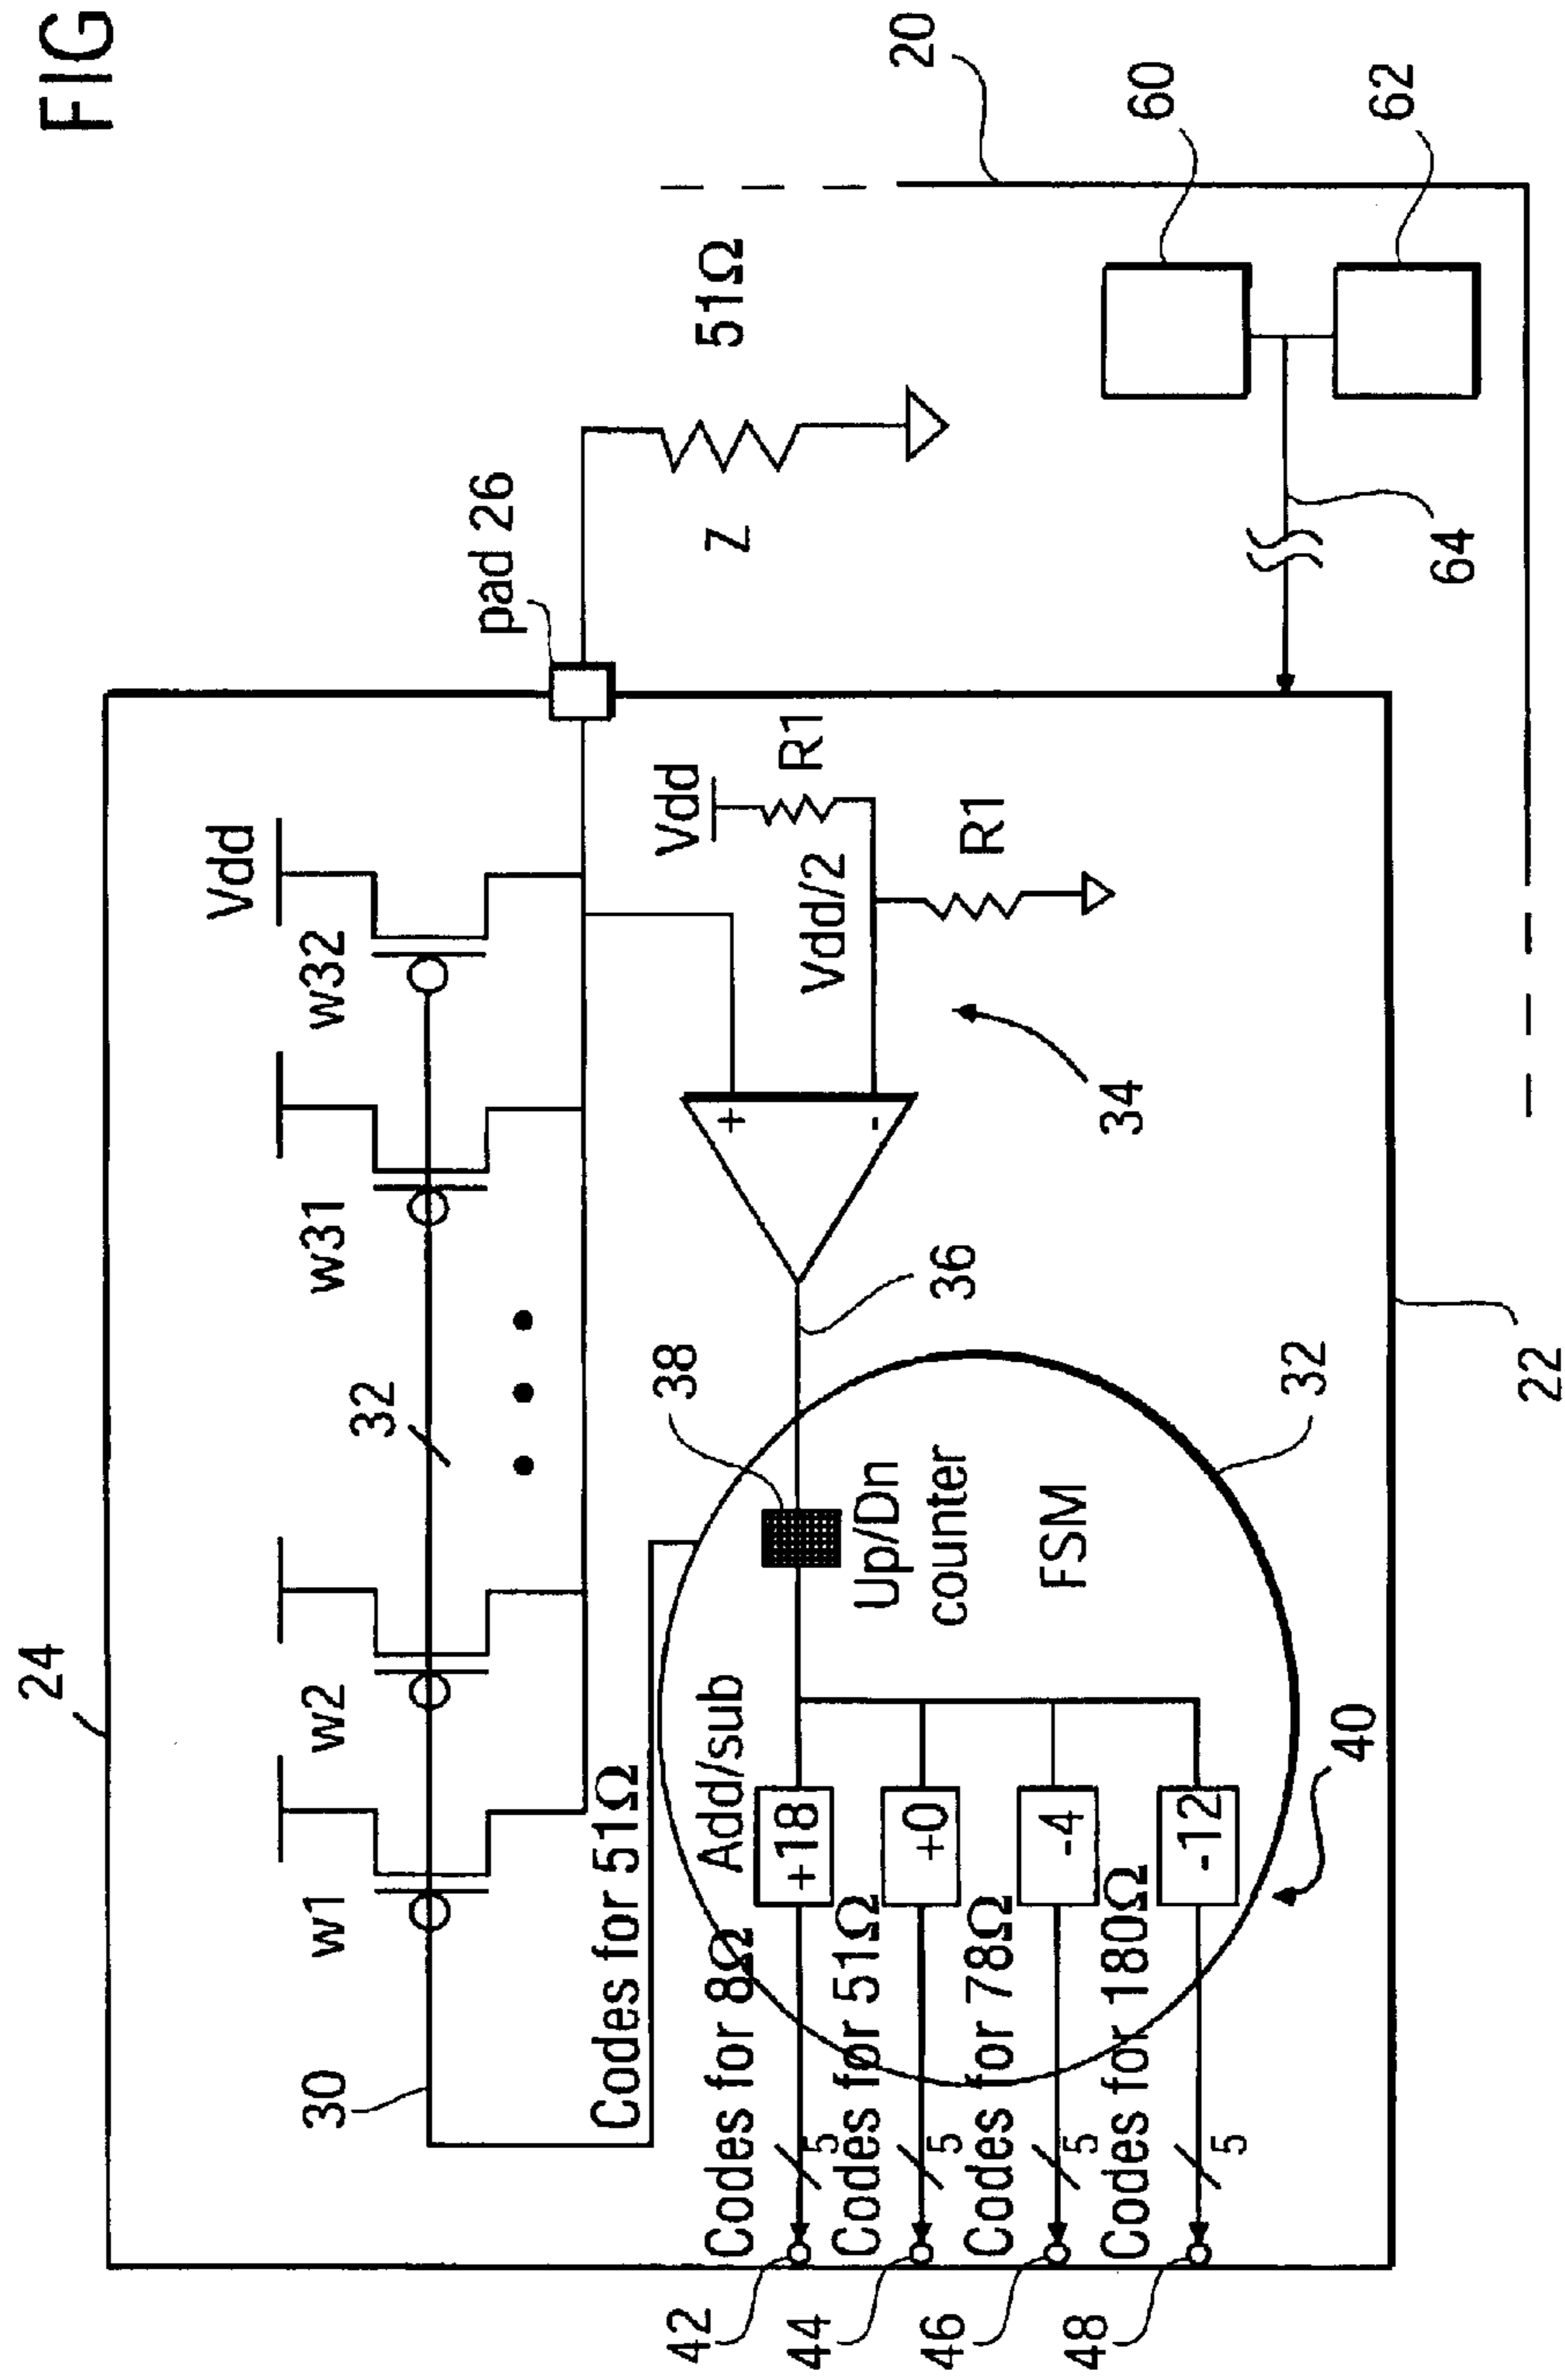 FIG
24
w1
w2
w31
w32
Vdd
30
32
pad 26
Codes for 51Ω
Z
51Ω
20
38
36
Vdd
R1
Vdd/2
R1
34
+
-
Add/sub
Up/Dn
counter
FSM
32
42
Codes for 8Ω
5
+18
44
Codes for 51Ω
5
+0
46
Codes for 78Ω
5
-4
48
Codes for 180Ω
5
-12
40
22
60
62
64